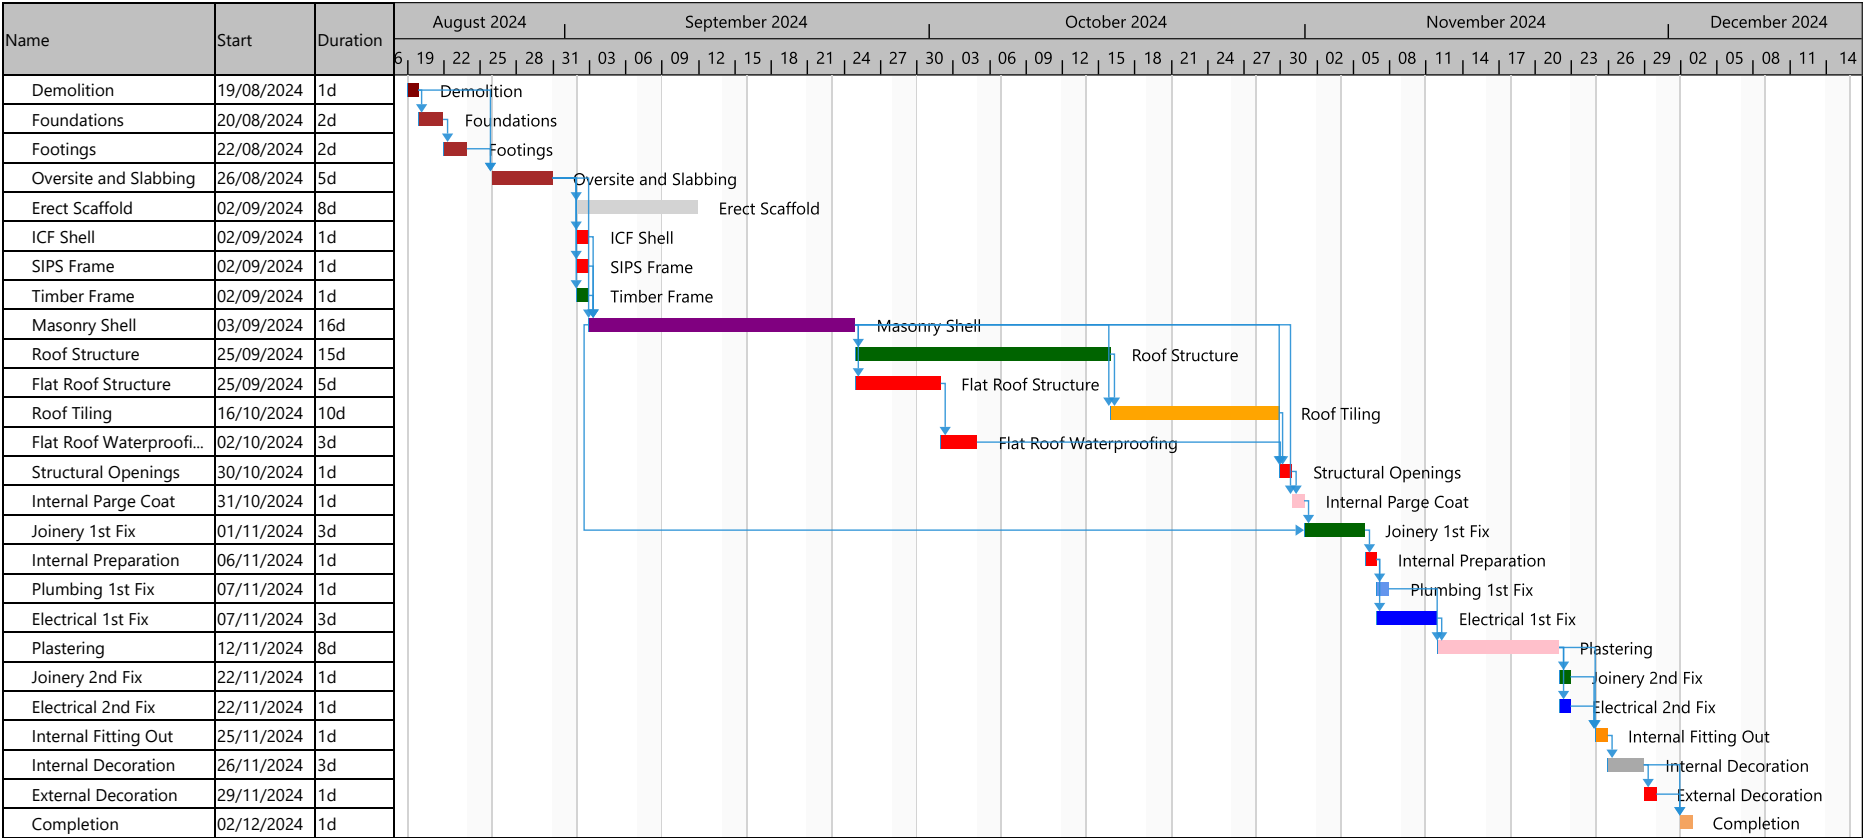 August 2024 September 2024 October 2024 November 2024 December 2024
Name Start Duration
6 19 22 25 28 31 03 06 09 12 15 18 21 24 27 30 03 06 09 12 15 18 21 24 27 30 02 05 08 11 14 17 20 23 26 29 02 05 08 11 14
Demolition 19/08/2024 1d Demolition
Foundations 20/08/2024 2d Foundations
Footings 22/08/2024 2d Footings
Oversite and Slabbing 26/08/2024 5d Oversite and Slabbing
Erect Scaffold 02/09/2024 8d Erect Scaffold
ICF Shell 02/09/2024 1d ICF Shell
SIPS Frame 02/09/2024 1d SIPS Frame
Timber Frame 02/09/2024 1d Timber Frame
Masonry Shell 03/09/2024 16d Masonry Shell
Roof Structure 25/09/2024 15d Roof Structure
Flat Roof Structure 25/09/2024 5d Flat Roof Structure
Roof Tiling 16/10/2024 10d Roof Tiling
Flat Roof Waterproofi... 02/10/2024 3d Flat Roof Waterproofing
Structural Openings 30/10/2024 1d Structural Openings
Internal Parge Coat 31/10/2024 1d Internal Parge Coat
Joinery 1st Fix 01/11/2024 3d Joinery 1st Fix
Internal Preparation 06/11/2024 1d Internal Preparation
Plumbing 1st Fix 07/11/2024 1d Plumbing 1st Fix
Electrical 1st Fix 07/11/2024 3d Electrical 1st Fix
Plastering 12/11/2024 8d Plastering
Joinery 2nd Fix 22/11/2024 1d Joinery 2nd Fix
Electrical 2nd Fix 22/11/2024 1d Electrical 2nd Fix
Internal Fitting Out 25/11/2024 1d Internal Fitting Out
Internal Decoration 26/11/2024 3d Internal Decoration
External Decoration 29/11/2024 1d External Decoration
Completion 02/12/2024 1d Completion